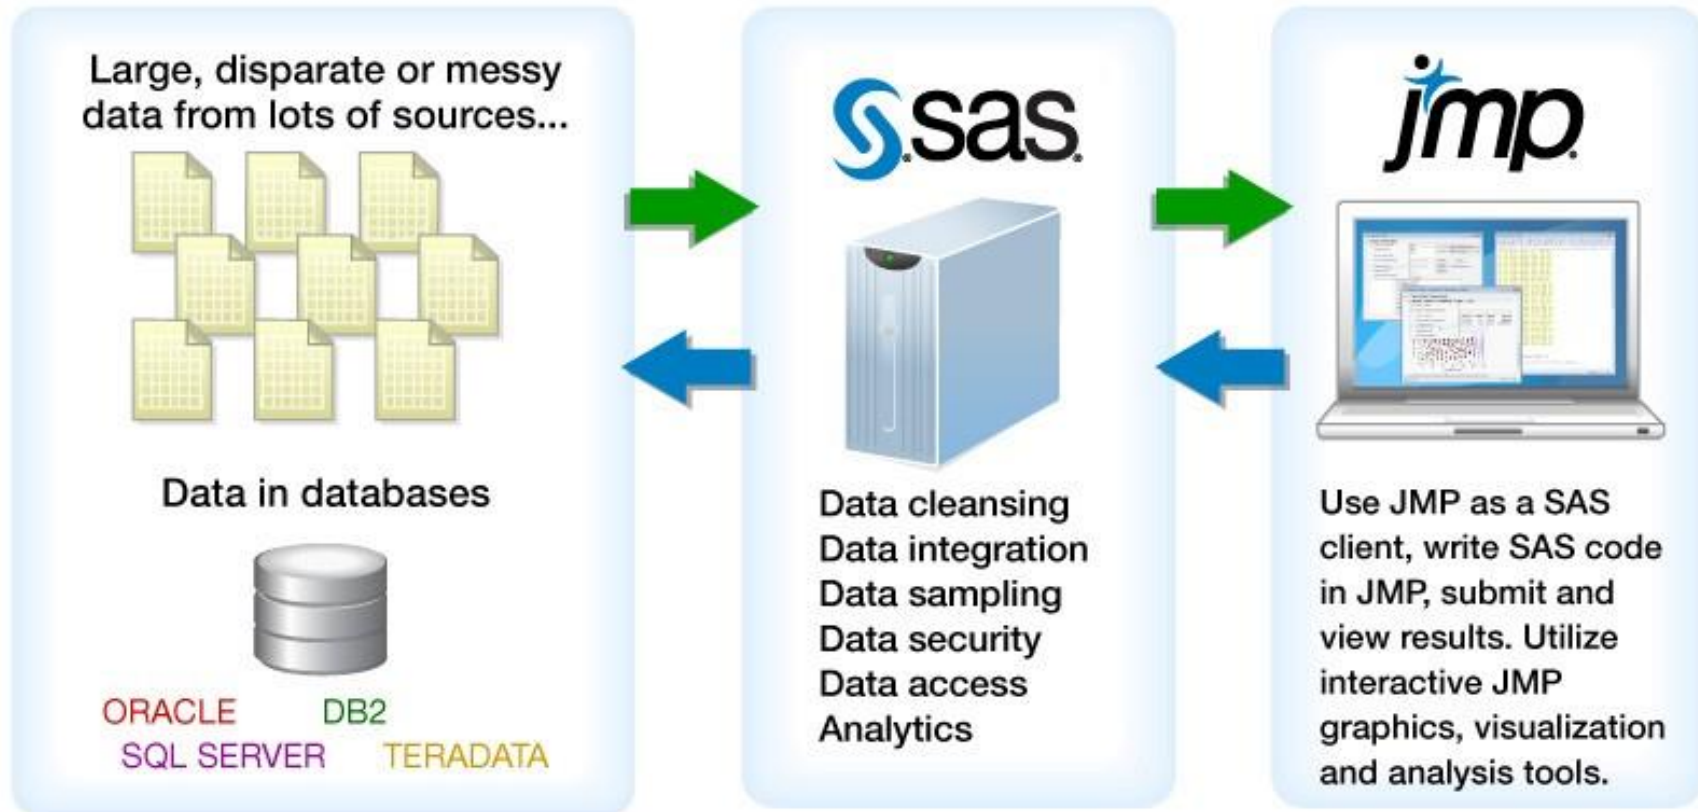 Large, disparate or messy
data from lots of sources...
Data in databases
ORACLE DB2
SQL SERVER TERADATA
sas
Data cleansing
Data integration
Data sampling
Data security
Data access
Analytics
jmp
Use JMP as a SAS
client, write SAS code
in JMP, submit and
view results. Utilize
interactive JMP
graphics, visualization
and analysis tools.